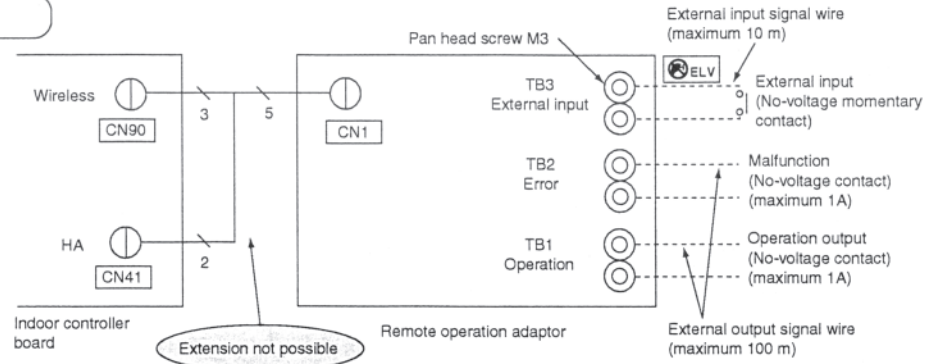 External input signal wire
(maximum 10 m)
Pan head screw M3
ELV
Wireless
CN90
3
5
CN1
TB3
External input
External input
(No-voltage momentary
contact)
TB2
Error
Malfunction
(No-voltage contact)
(maximum 1A)
HA
CN41
2
TB1
Operation
Operation output
(No-voltage contact)
(maximum 1A)
Indoor controller
board
Extension not possible
Remote operation adaptor
External output signal wire
(maximum 100 m)